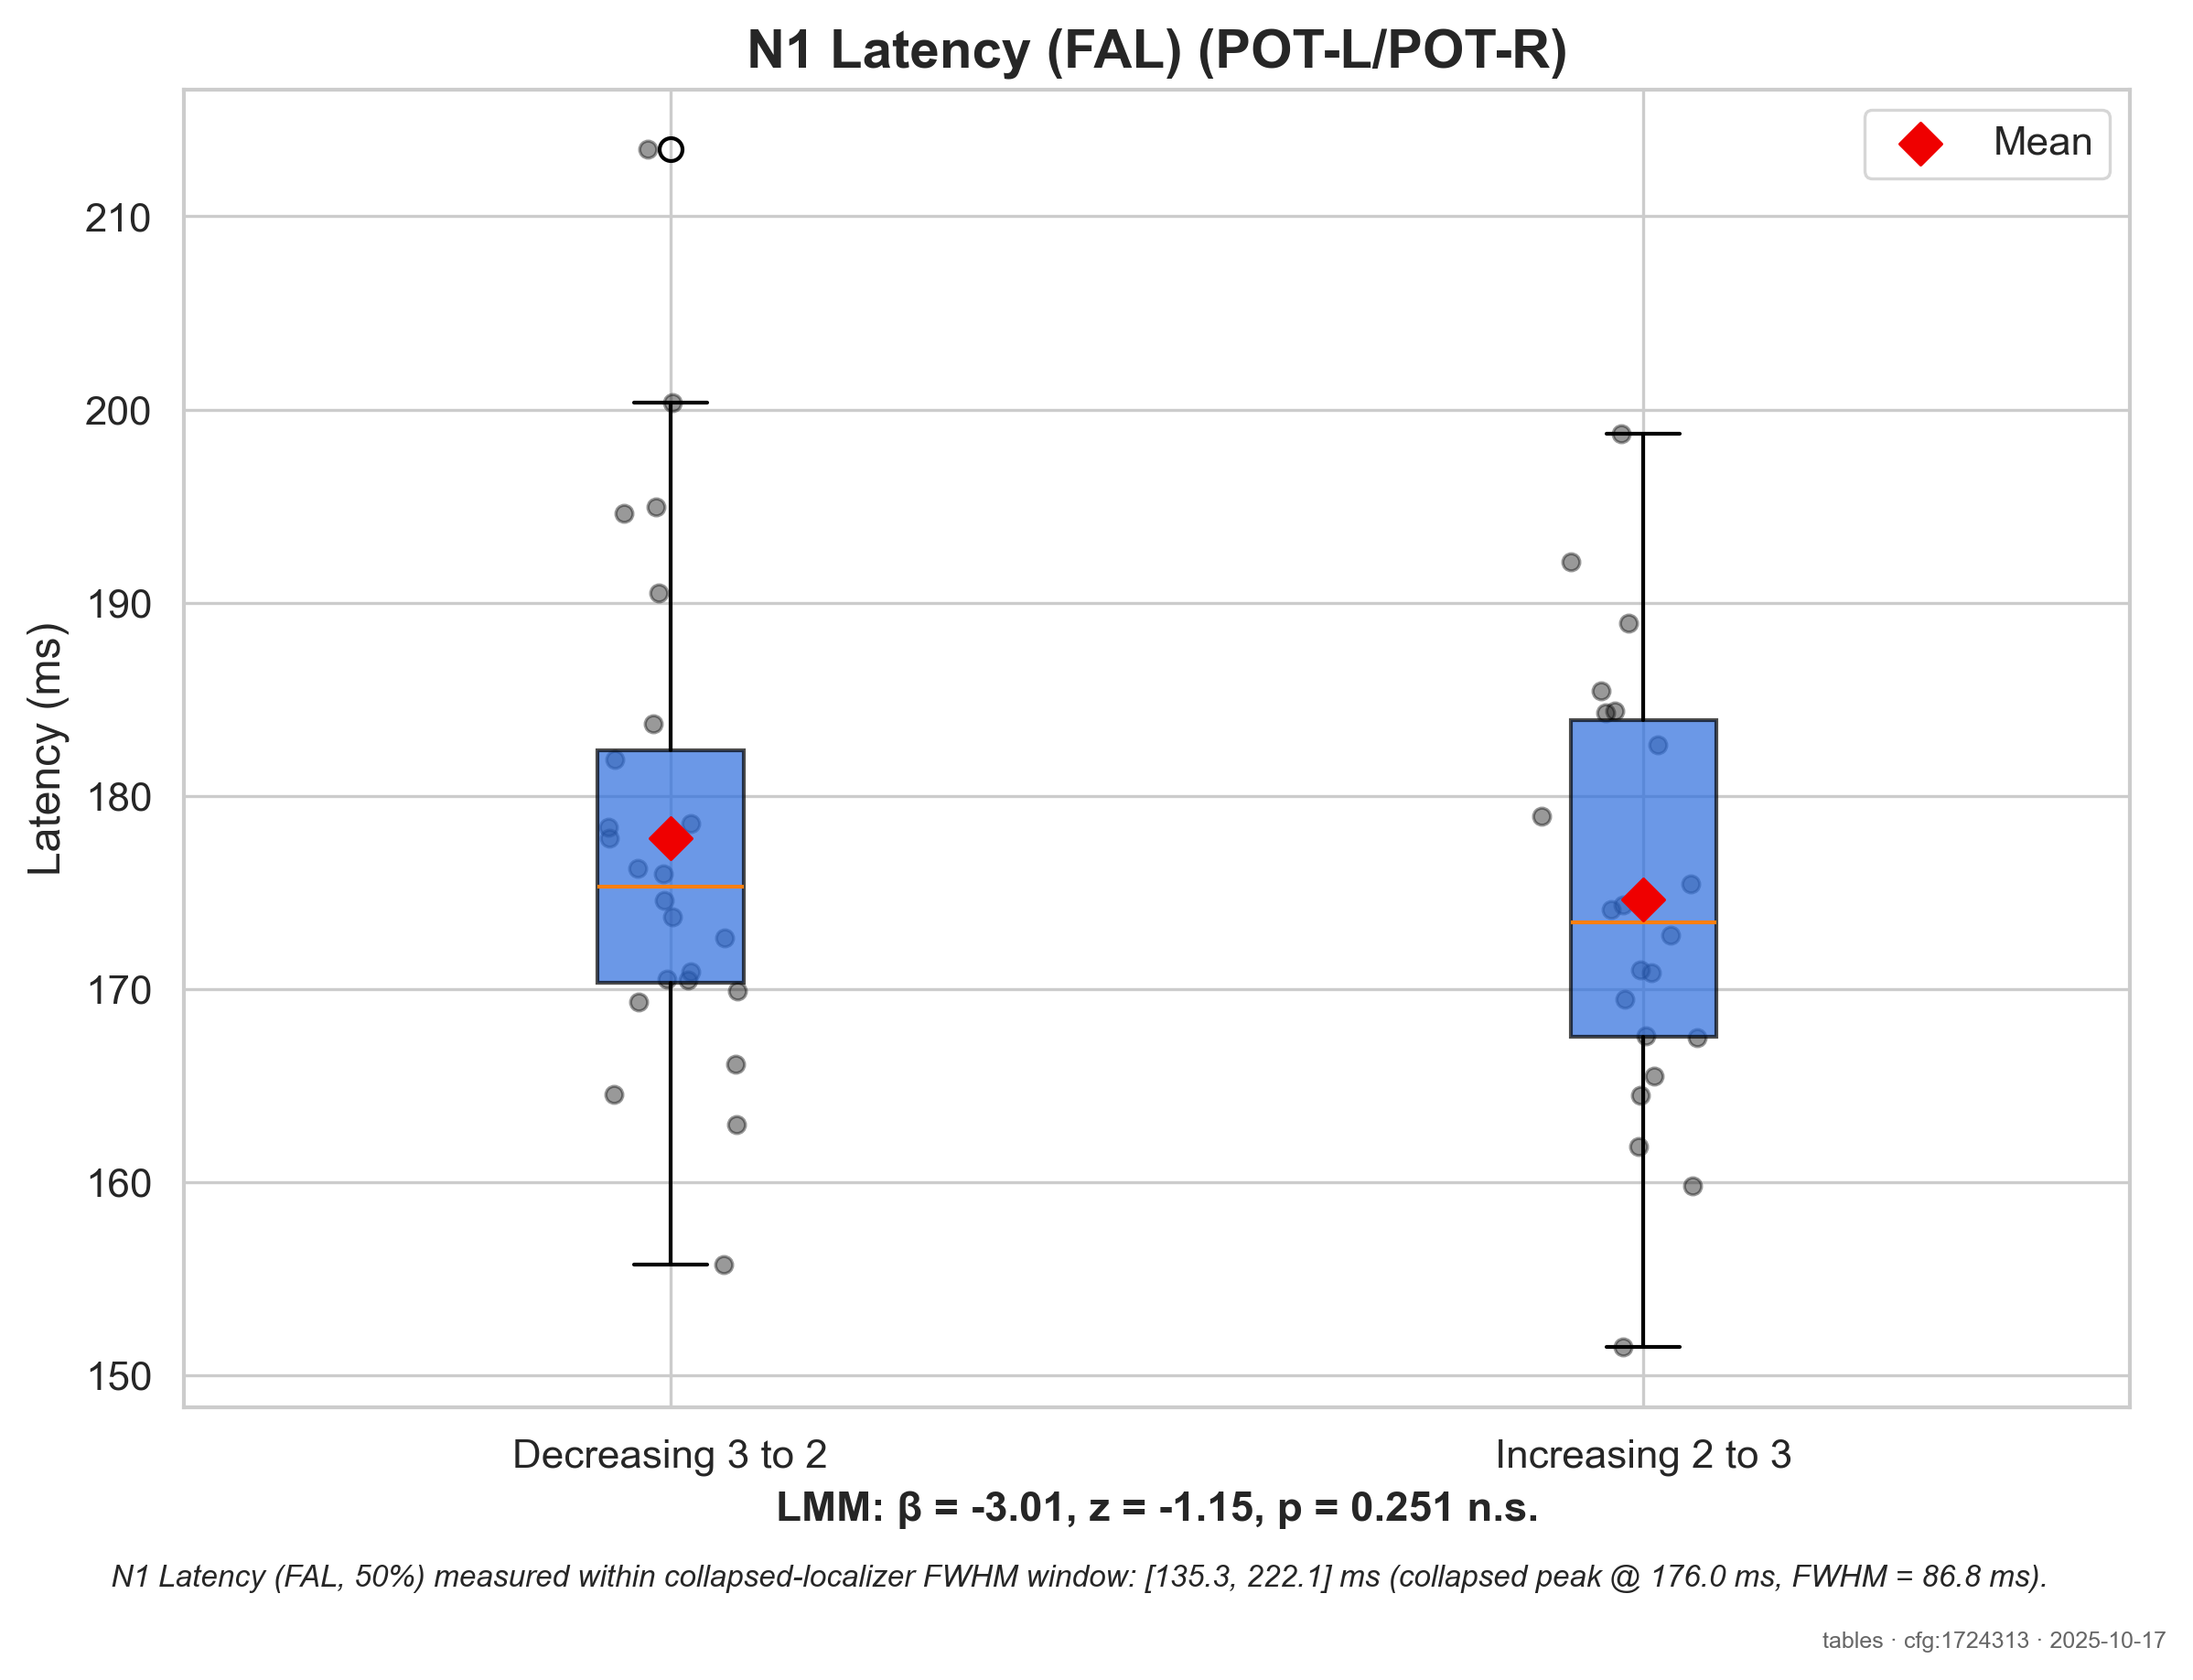 N1 Latency (FAL) (POT-L/POT-R)
Mean
Latency (ms)
210
200
190
180
170
160
150
Decreasing 3 to 2
Increasing 2 to 3
LMM: β = -3.01, z = -1.15, p = 0.251 n.s.
N1 Latency (FAL, 50%) measured within collapsed-localizer FWHM window: [135.3, 222.1] ms (collapsed peak @ 176.0 ms, FWHM = 86.8 ms).
tables · cfg:1724313 · 2025-10-17